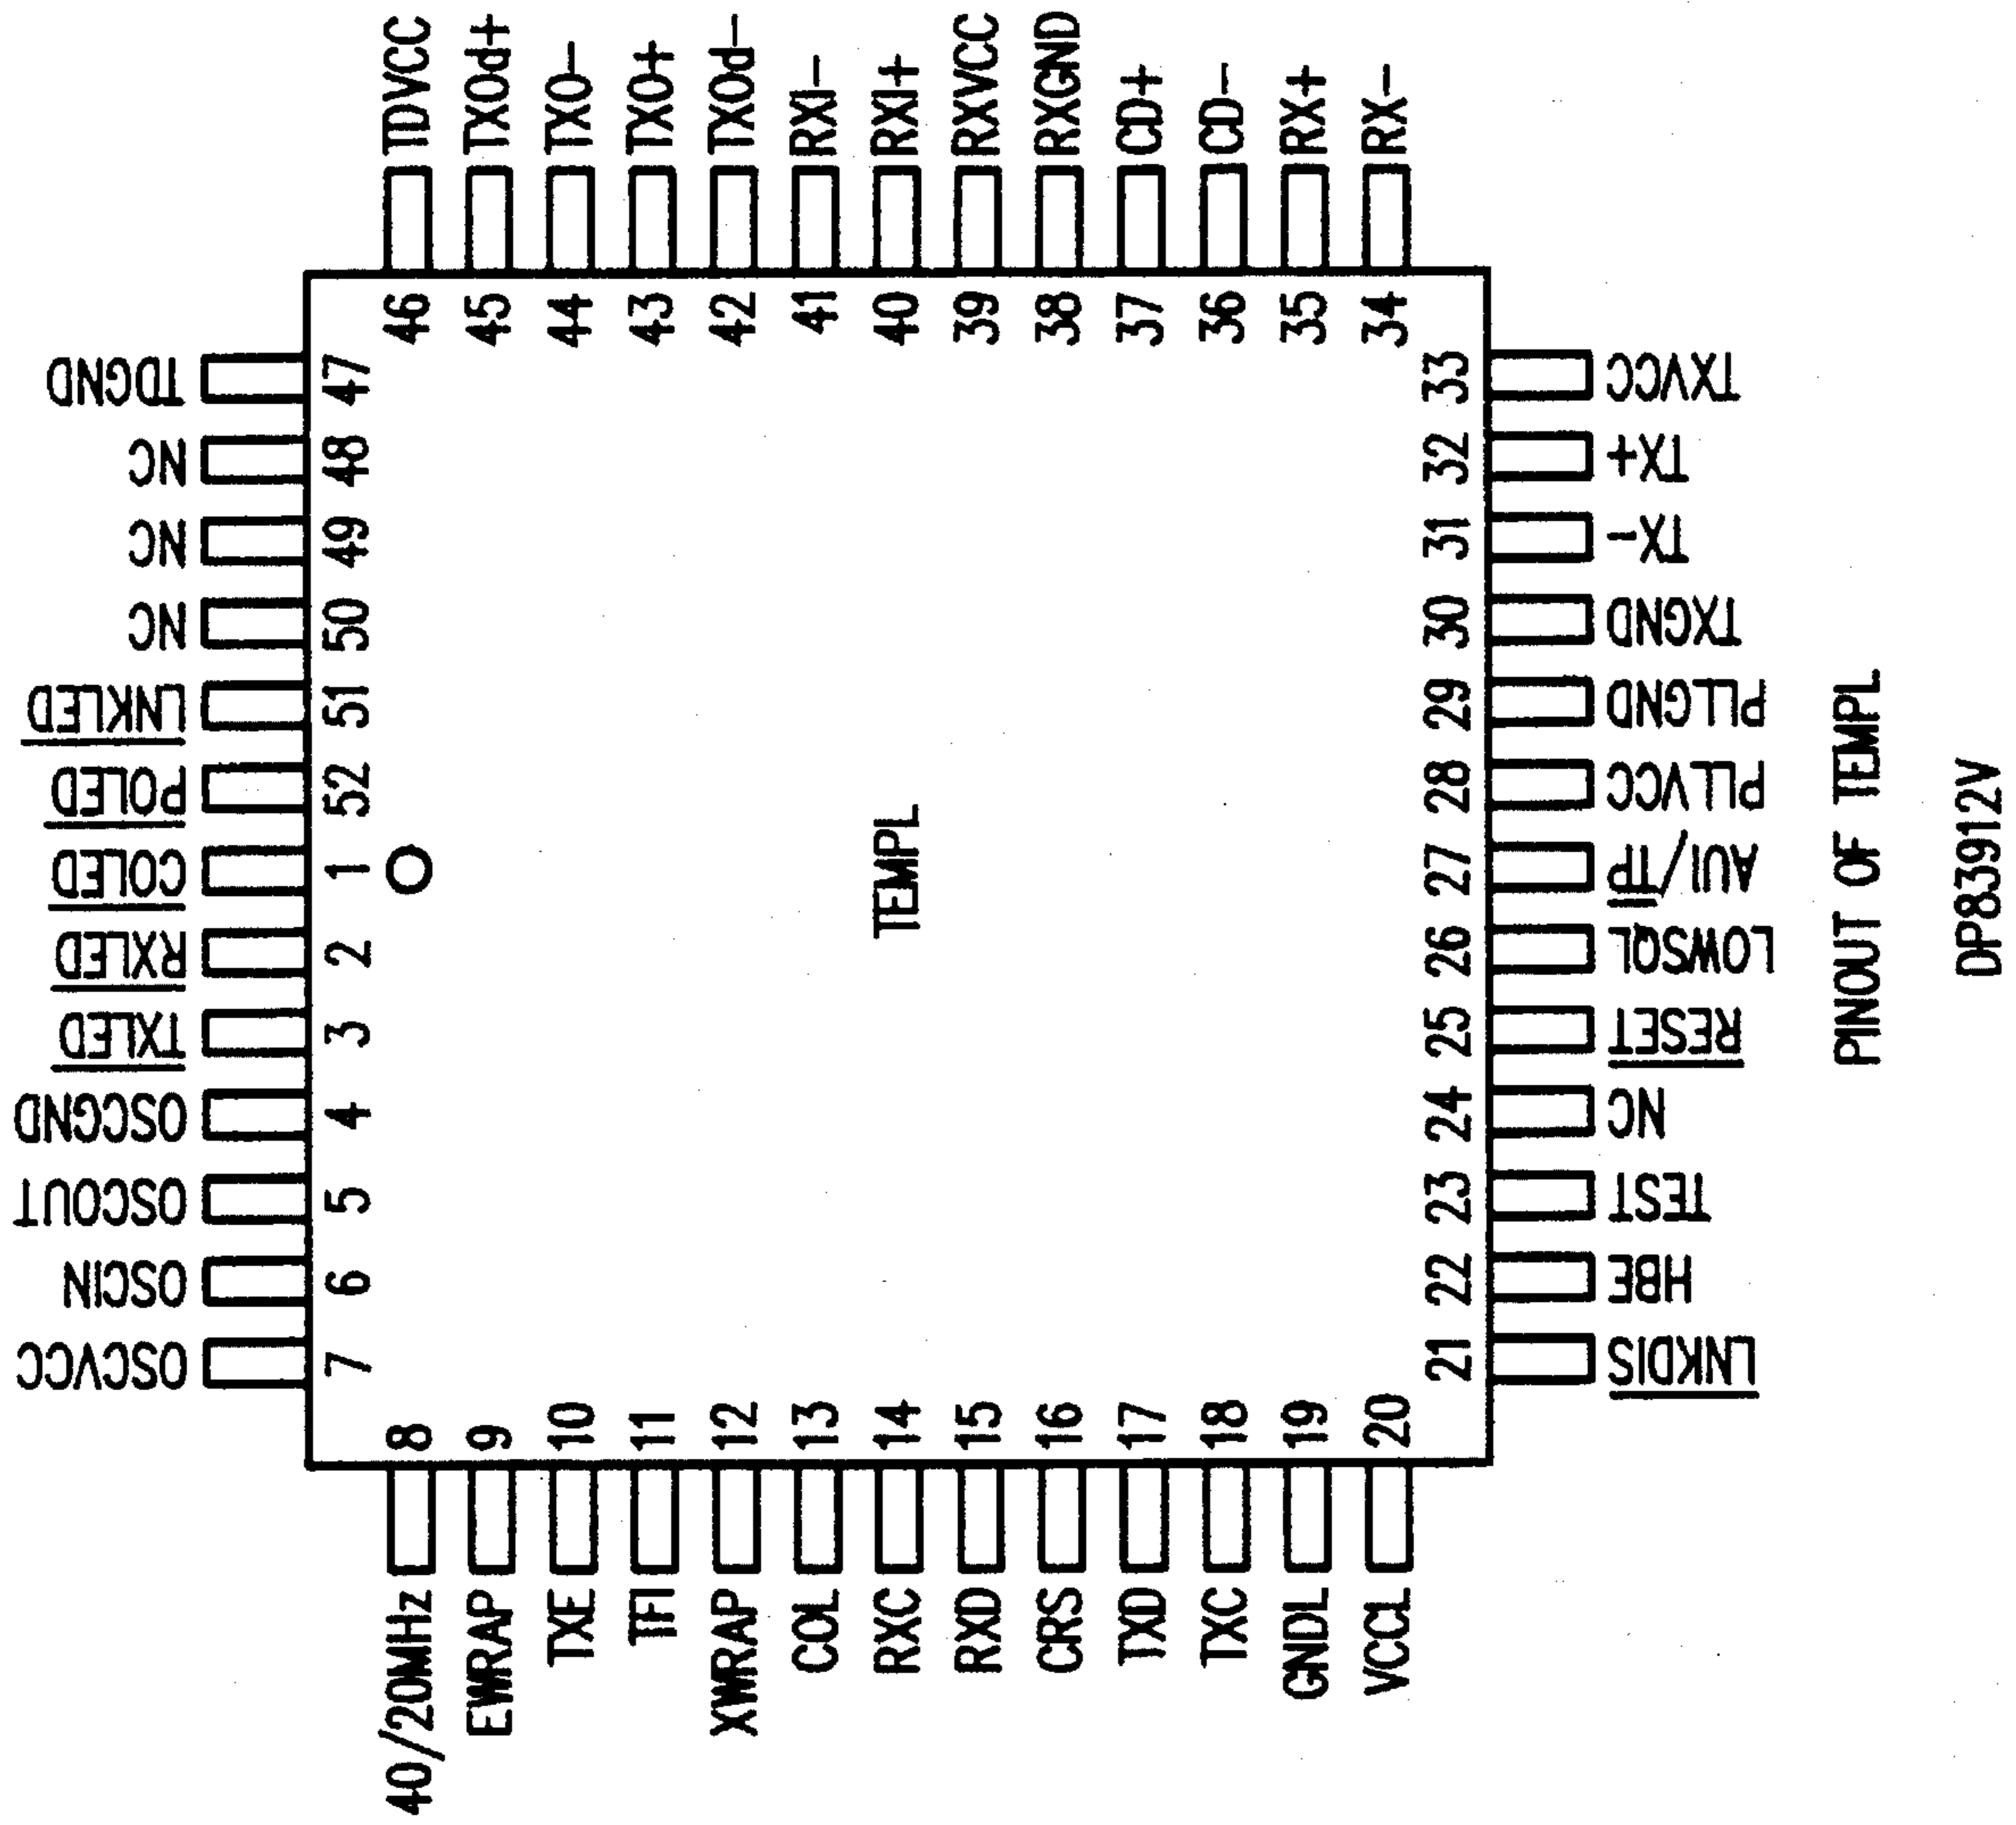 TDVCC
TXOd+
TXO-
TXO+
TXOd-
RXI-
RXI+
RXVCC
RXGND
CD+
CD-
RX+
RX-
46
45
44
43
42
41
40
39
38
37
36
35
34
TDGND 47
NC 48
NC 49
NC 50
LNKLED 51
POLED 52
COLED 1
RXLED 2
TXLED 3
OSCGND 4
OSCOUT 5
OSCIN 6
OSCVCC 7
TEMPL
33 TXVCC
32 TX+
31 TX-
30 TXGND
29 PLLGND
28 PLLVCC
27 AUI/TP
26 LOWSQL
25 RESET
24 NC
23 TEST
22 HBE
21 LNKDIS
8
9
10
11
12
13
14
15
16
17
18
19
20
40/20MHz
EWRAP
TXE
TFI
XWRAP
COL
RXC
RXD
CRS
TXD
TXC
GNDL
VCCL
PINOUT OF TEMPL
DP83912V